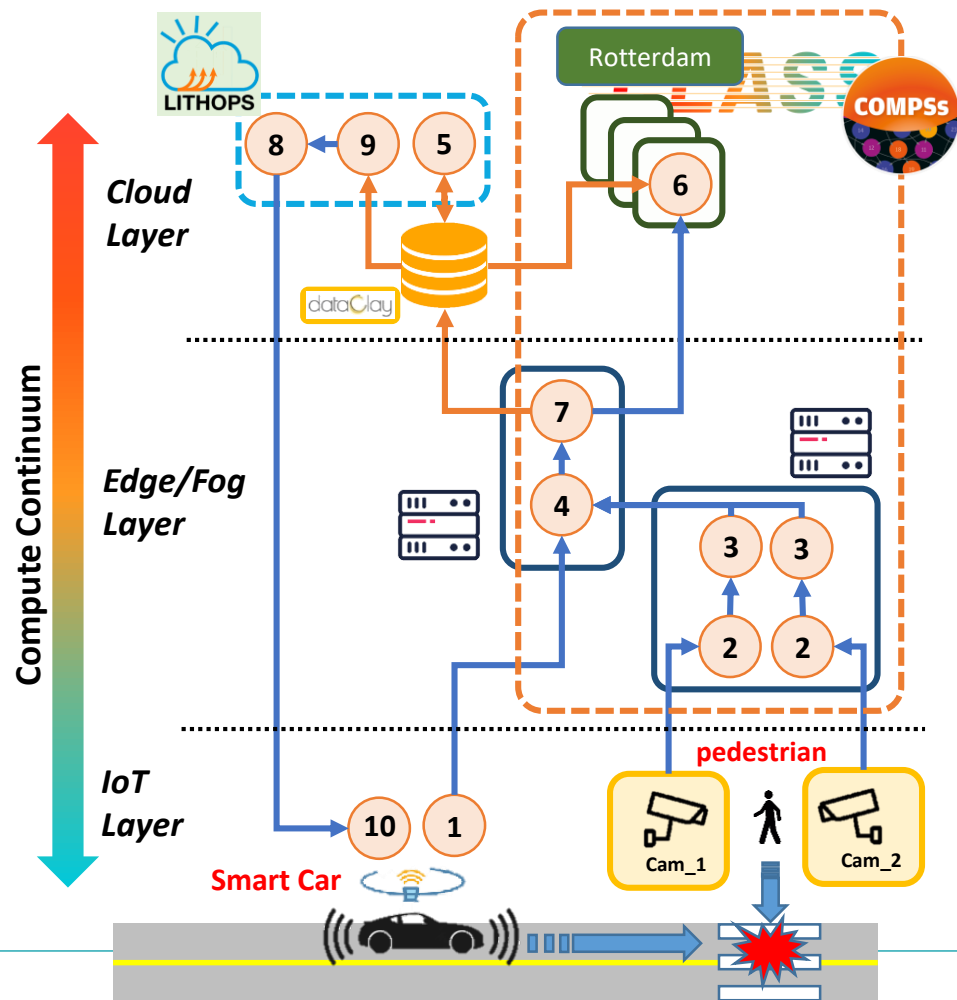 LITHOPS
Rotterdam
CLASS
COMPSs
8
9
5
6
Cloud
Layer
dataClay
7
Edge/Fog
Layer
4
3
3
2
2
Compute Continuum
pedestrian
IoT
Layer
10
1
Cam_1
Cam_2
Smart Car